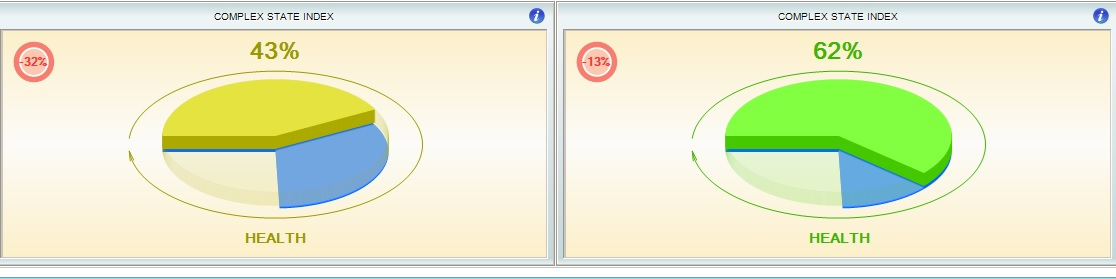 COMPLEX STATE INDEX
i
-32%
43%
HEALTH
COMPLEX STATE INDEX
i
-13%
62%
HEALTH